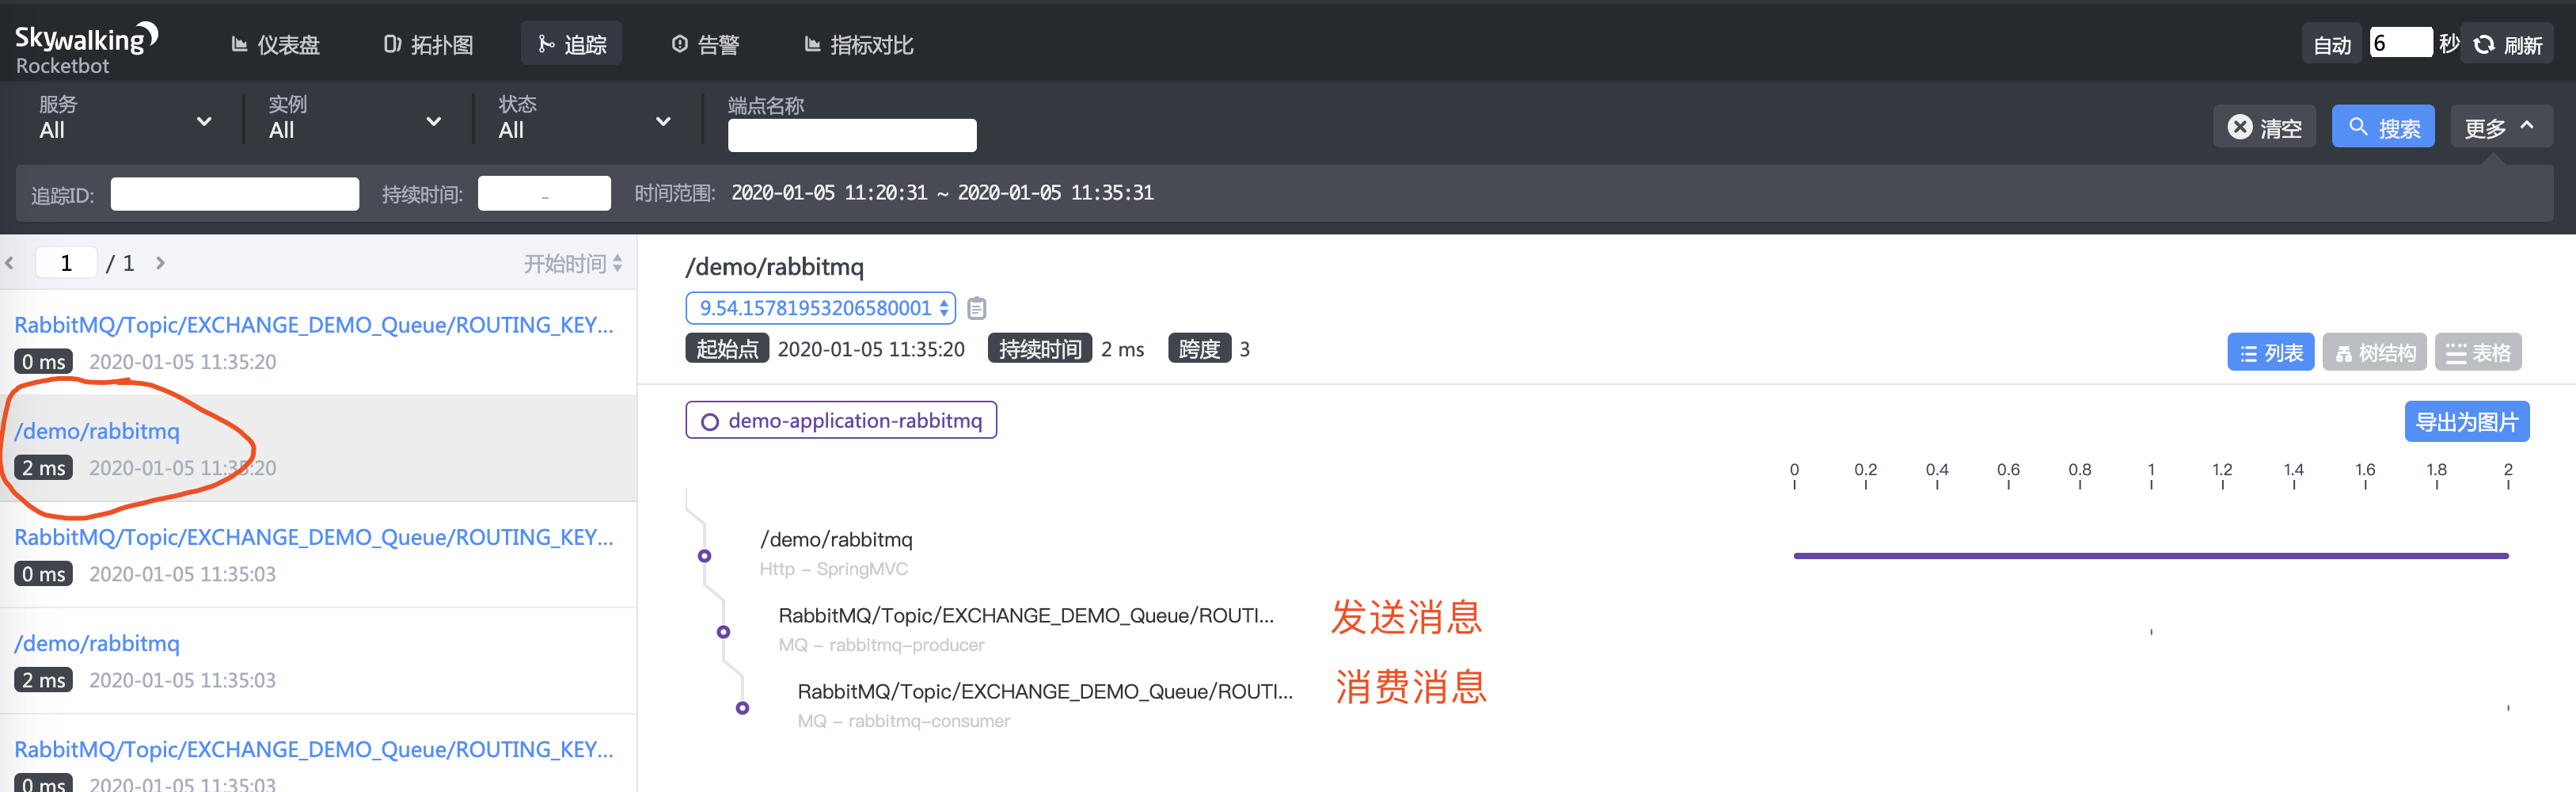 Skywalking
Rocketbot
仪表盘
拓扑图
追踪
告警
指标对比
自动
6
秒
刷新
服务
All
实例
All
状态
All
端点名称
清空
搜索
更多
追踪ID:
持续时间:
-
时间范围:
2020-01-05 11:20:31 ~ 2020-01-05 11:35:31
1 / 1
开始时间
RabbitMQ/Topic/EXCHANGE_DEMO_Queue/ROUTING_KEY...
0 ms 2020-01-05 11:35:20
/demo/rabbitmq
2 ms 2020-01-05 11:35:20
RabbitMQ/Topic/EXCHANGE_DEMO_Queue/ROUTING_KEY...
0 ms 2020-01-05 11:35:03
/demo/rabbitmq
2 ms 2020-01-05 11:35:03
RabbitMQ/Topic/EXCHANGE_DEMO_Queue/ROUTING_KEY...
0 ms 2020-01-05 11:35:03
/demo/rabbitmq
9.54.15781953206580001
起始点 2020-01-05 11:35:20 持续时间 2 ms 跨度 3
列表
树结构
表格
demo-application-rabbitmq
导出为图片
0 0.2 0.4 0.6 0.8 1 1.2 1.4 1.6 1.8 2
/demo/rabbitmq
Http - SpringMVC
RabbitMQ/Topic/EXCHANGE_DEMO_Queue/ROUTI...
发送消息
MQ - rabbitmq-producer
RabbitMQ/Topic/EXCHANGE_DEMO_Queue/ROUTI...
消费消息
MQ - rabbitmq-consumer